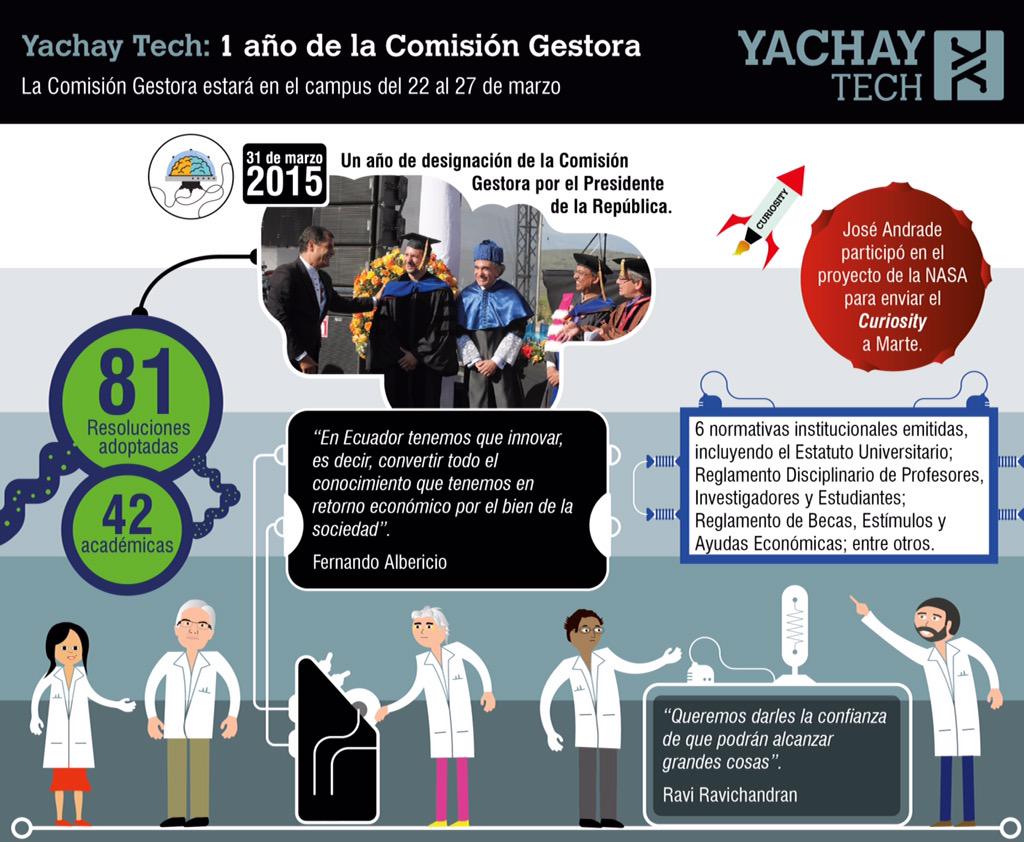 Yachay Tech: 1 año de la Comisión Gestora
La Comisión Gestora estará en el campus del 22 al 27 de marzo
YACHAY
TECH
31 de marzo
2015
Un año de designación de la Comisión
Gestora por el Presidente
de la República.
CURIOSITY
José Andrade
participó en el
proyecto de la NASA
para enviar el
Curiosity
a Marte.
81
Resoluciones
adoptadas
42
académicas
“En Ecuador tenemos que innovar,
es decir, convertir todo el
conocimiento que tenemos en
retorno económico por el bien de la
sociedad”.
Fernando Albericio
6 normativas institucionales emitidas,
incluyendo el Estatuto Universitario;
Reglamento Disciplinario de Profesores,
Investigadores y Estudiantes;
Reglamento de Becas, Estímulos y
Ayudas Económicas; entre otros.
“Queremos darles la confianza
de que podrán alcanzar
grandes cosas”.
Ravi Ravichandran